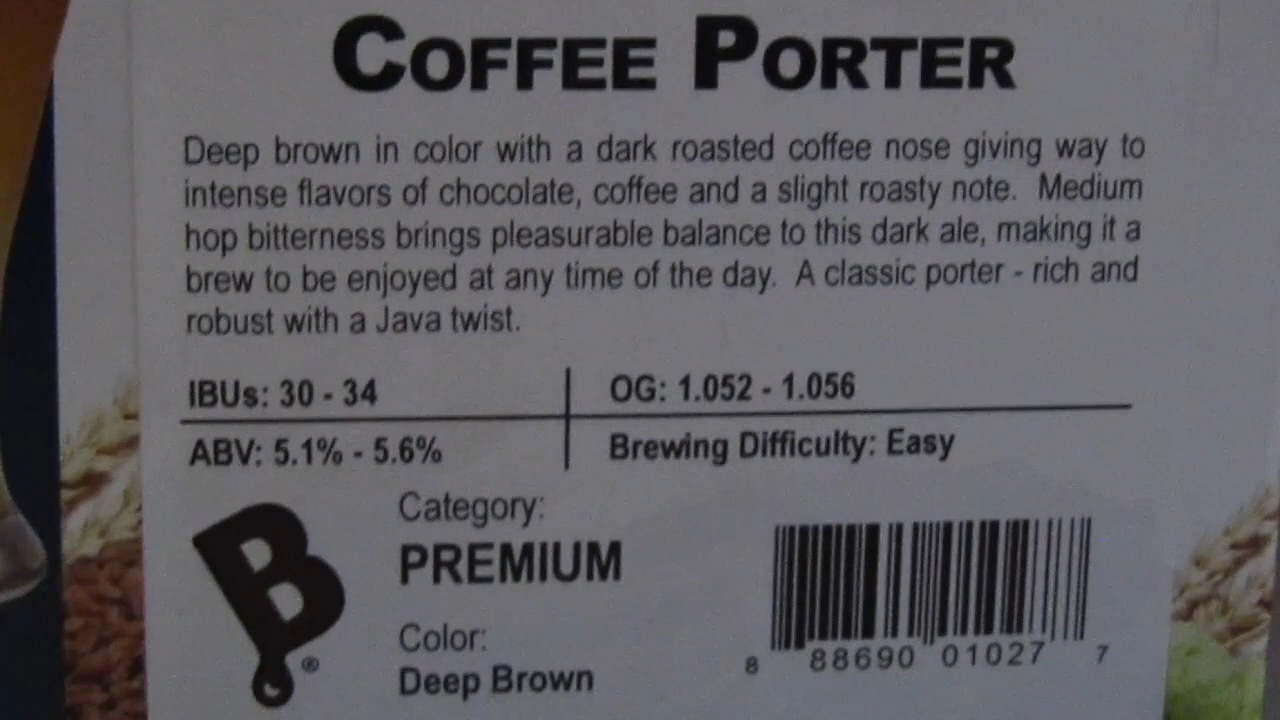 COFFEE PORTER
Deep brown in color with a dark roasted coffee nose giving way to
intense flavors of chocolate, coffee and a slight roasty note. Medium
hop bitterness brings pleasurable balance to this dark ale, making it a
brew to be enjoyed at any time of the day. A classic porter - rich and
robust with a Java twist.
IBUs: 30 - 34
OG: 1.052 - 1.056
ABV: 5.1% - 5.6%
Brewing Difficulty: Easy
Category:
PREMIUM
Color:
Deep Brown
B ®
8 88690 01027 7